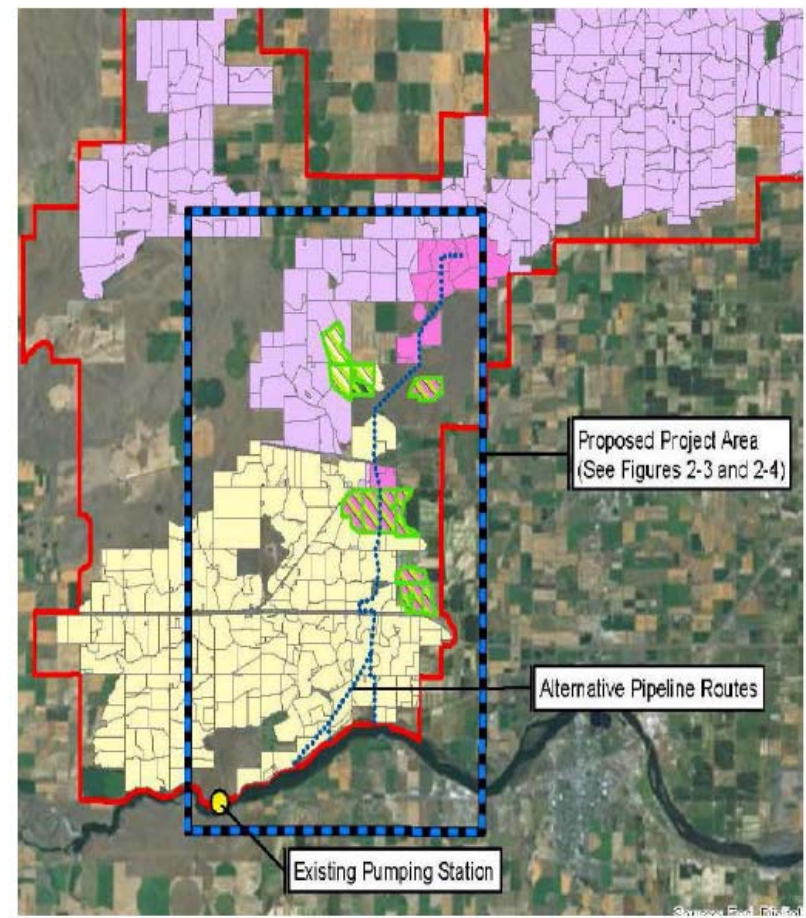 Proposed Project Area
(See Figures 2-3 and 2-4)
Alternative Pipeline Routes
Existing Pumping Station